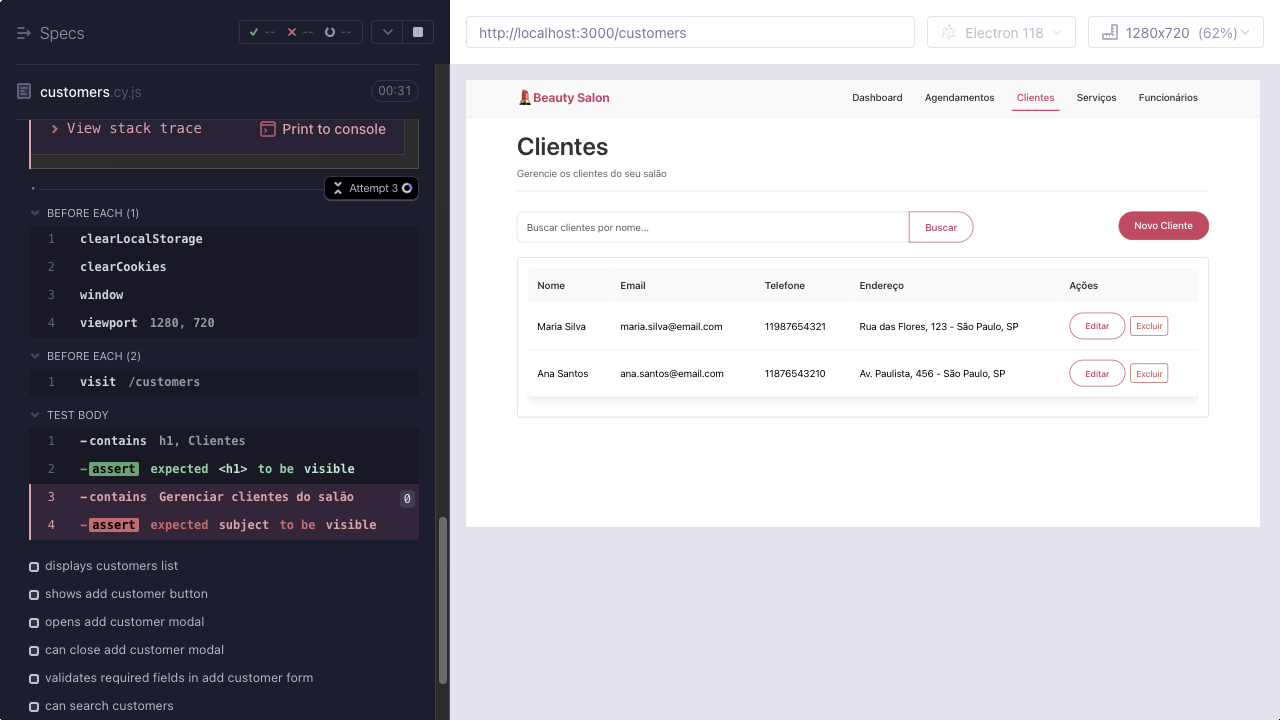 Specs
--
--
--
customers.cy.js
00:31
View stack trace
Print to console
Attempt 3
BEFORE EACH (1)
1 clearLocalStorage
2 clearCookies
3 window
4 viewport 1280, 720
BEFORE EACH (2)
1 visit /customers
TEST BODY
1 -contains h1, Clientes
2 -assert expected <h1> to be visible
3 -contains Gerenciar clientes do salão 0
4 -assert expected subject to be visible
displays customers list
shows add customer button
opens add customer modal
can close add customer modal
validates required fields in add customer form
can search customers
http://localhost:3000/customers
Electron 118
1280x720 (62%)
Beauty Salon
Dashboard Agendamentos Clientes Serviços Funcionários
Clientes
Gerencie os clientes do seu salão
Buscar clientes por nome...
Buscar
Novo Cliente
Nome Email Telefone Endereço Ações
Maria Silva maria.silva@email.com 11987654321 Rua das Flores, 123 - São Paulo, SP Editar Excluir
Ana Santos ana.santos@email.com 11876543210 Av. Paulista, 456 - São Paulo, SP Editar Excluir